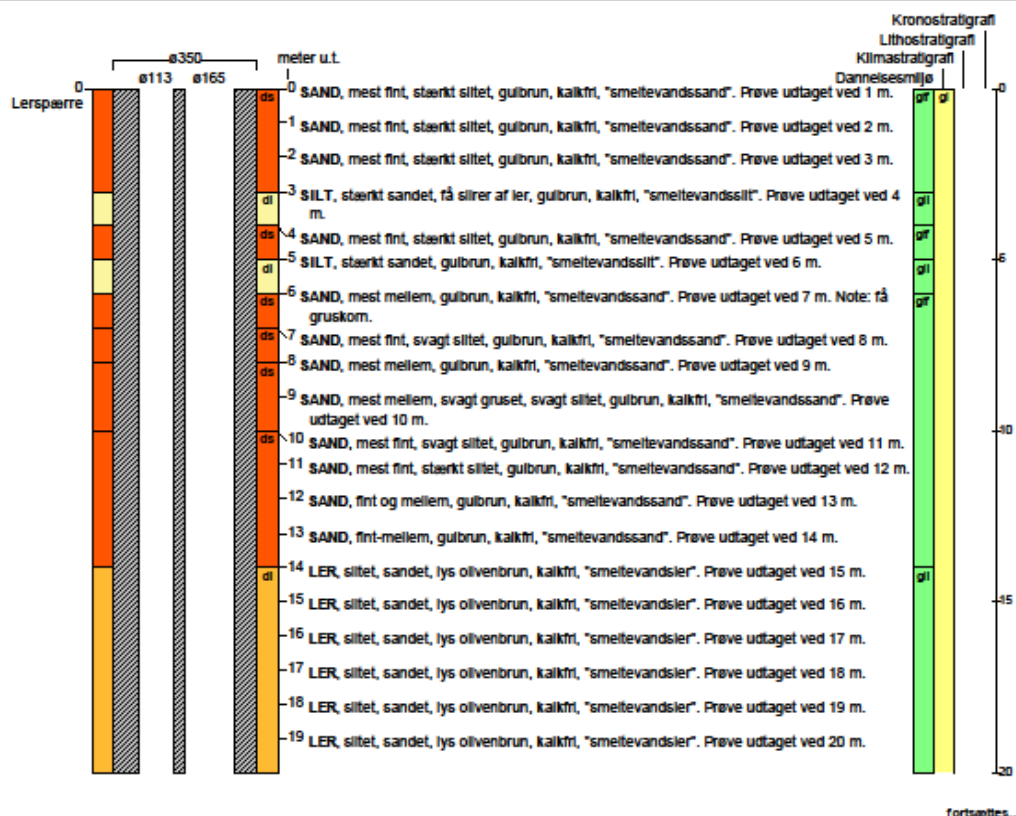 Kronostratigrafi
Lithostratigrafi
Klimastratigrafi
Dannelsesmiljø
ø350
ø113 ø165
meter u.t.
0
Lerspærre
ds
0 SAND, mest fint, stærkt siltet, gulbrun, kalkfri, "smeltevandssand". Prøve udtaget ved 1 m.
glf gl
0
1 SAND, mest fint, stærkt siltet, gulbrun, kalkfri, "smeltevandssand". Prøve udtaget ved 2 m.
2 SAND, mest fint, stærkt siltet, gulbrun, kalkfri, "smeltevandssand". Prøve udtaget ved 3 m.
dl
3 SILT, stærkt sandet, få slirer af ler, gulbrun, kalkfri, "smeltevandssilt". Prøve udtaget ved 4
m.
gll
ds
4 SAND, mest fint, stærkt siltet, gulbrun, kalkfri, "smeltevandssand". Prøve udtaget ved 5 m.
glf
dl
5 SILT, stærkt sandet, gulbrun, kalkfri, "smeltevandssilt". Prøve udtaget ved 6 m.
gll
5
ds
6 SAND, mest mellem, gulbrun, kalkfri, "smeltevandssand". Prøve udtaget ved 7 m. Note: få
gruskorn.
glf
ds
7 SAND, mest fint, svagt siltet, gulbrun, kalkfri, "smeltevandssand". Prøve udtaget ved 8 m.
8 SAND, mest mellem, gulbrun, kalkfri, "smeltevandssand". Prøve udtaget ved 9 m.
ds
9 SAND, mest mellem, svagt gruset, svagt siltet, gulbrun, kalkfri, "smeltevandssand". Prøve
udtaget ved 10 m.
ds
10 SAND, mest fint, svagt siltet, gulbrun, kalkfri, "smeltevandssand". Prøve udtaget ved 11 m.
10
11 SAND, mest fint, stærkt siltet, gulbrun, kalkfri, "smeltevandssand". Prøve udtaget ved 12 m.
12 SAND, fint og mellem, gulbrun, kalkfri, "smeltevandssand". Prøve udtaget ved 13 m.
13 SAND, fint-mellem, gulbrun, kalkfri, "smeltevandssand". Prøve udtaget ved 14 m.
dl
14 LER, siltet, sandet, lys olivenbrun, kalkfri, "smeltevandsler". Prøve udtaget ved 15 m.
gll
15 LER, siltet, sandet, lys olivenbrun, kalkfri, "smeltevandsler". Prøve udtaget ved 16 m.
15
16 LER, siltet, sandet, lys olivenbrun, kalkfri, "smeltevandsler". Prøve udtaget ved 17 m.
17 LER, siltet, sandet, lys olivenbrun, kalkfri, "smeltevandsler". Prøve udtaget ved 18 m.
18 LER, siltet, sandet, lys olivenbrun, kalkfri, "smeltevandsler". Prøve udtaget ved 19 m.
19 LER, siltet, sandet, lys olivenbrun, kalkfri, "smeltevandsler". Prøve udtaget ved 20 m.
20
fortsættes..